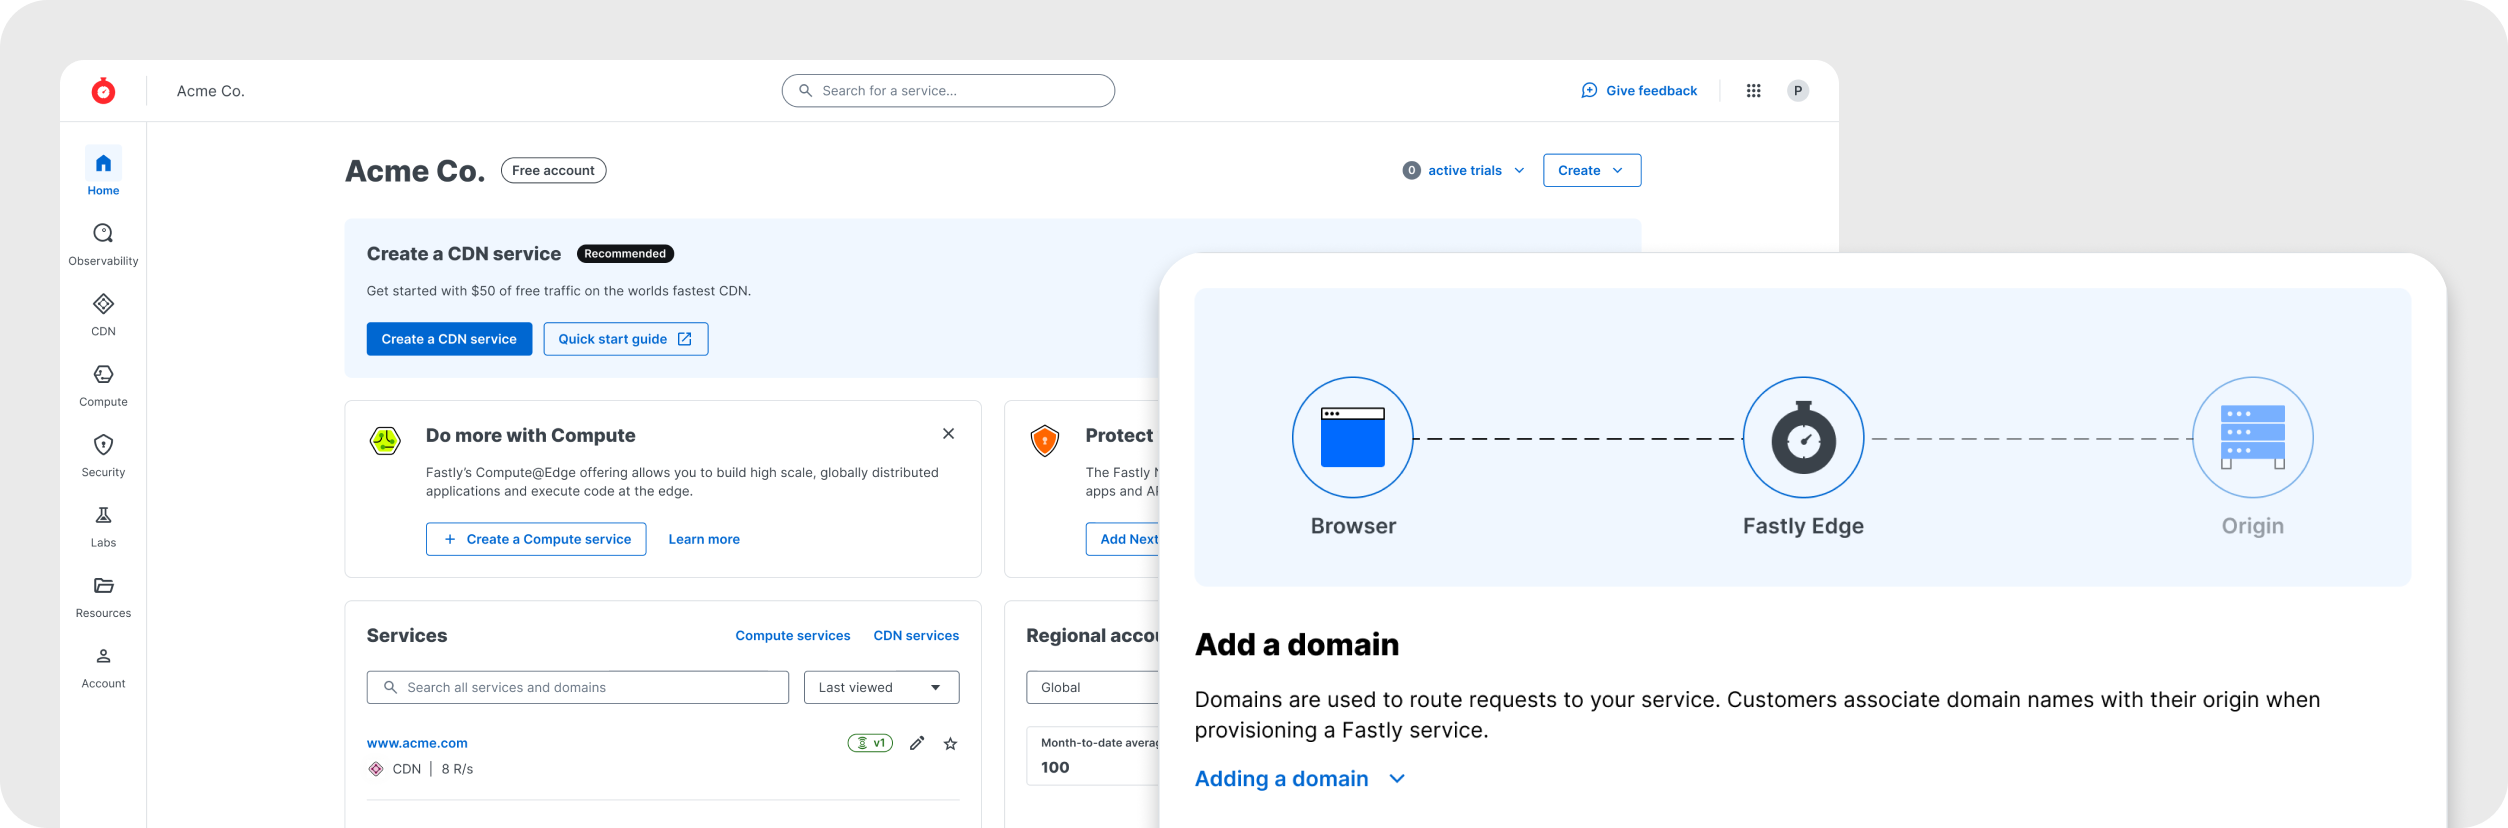 Acme Co.
Search for a service...
Give feedback
P
Home
Observability
CDN
Compute
Security
Labs
Resources
Account
Acme Co.
Free account
0 active trials
Create
Create a CDN service
Recommended
Get started with $50 of free traffic on the worlds fastest CDN.
Create a CDN service
Quick start guide
Do more with Compute
Fastly’s Compute@Edge offering allows you to build high scale, globally distributed
applications and execute code at the edge.
Create a Compute service
Learn more
Protect
The Fastly
apps and
Add Next
Services
Compute services
CDN services
Search all services and domains
Last viewed
www.acme.com
v1
CDN | 8 R/s
Regional
Global
Month-to-date
100
Browser
Fastly Edge
Origin
Add a domain
Domains are used to route requests to your service. Customers associate domain names with their origin when
provisioning a Fastly service.
Adding a domain